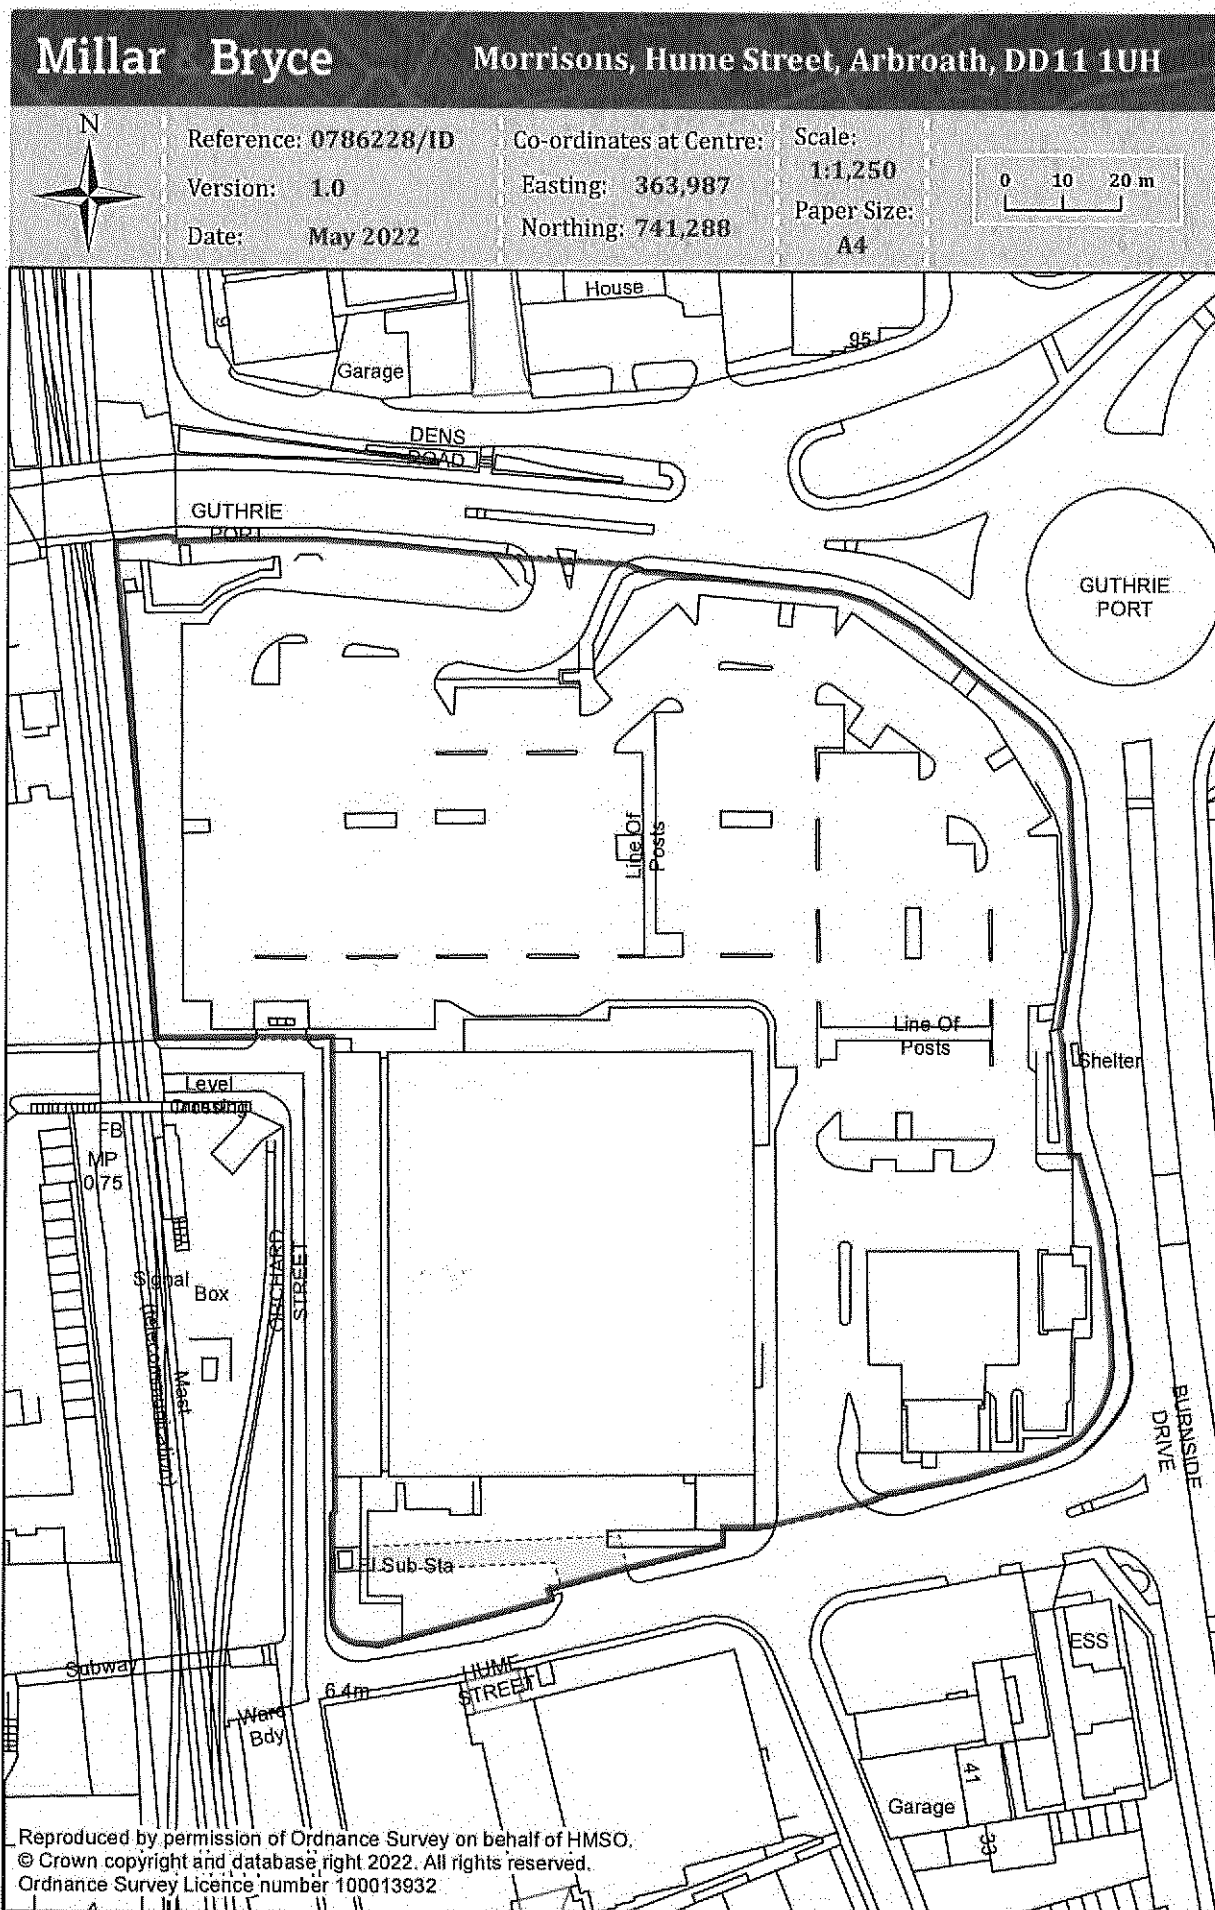 Millar Bryce
Morrisons, Hume Street, Arbroath, DD11 1UH
N
Reference: 0786228/ID
Version: 1.0
Date: May 2022
Co-ordinates at Centre:
Easting: 363,987
Northing: 741,288
Scale:
1:1,250
Paper Size:
A4
0 10 20 m
House
9
Garage
95
DENS
ROAD
GUTHRIE
PORT
GUTHRIE
PORT
Line Of
Posts
Line Of
Posts
Shelter
Level
Crossing
FB
MP
0.75
Signal
Box
ORCHARD
STREET
Mast
(telecommunication)
BURNSIDE
DRIVE
El Sub Sta
Subway
HUME
STREET
6.4m
Ward
Bdy
ESS
41
Garage
33
Reproduced by permission of Ordnance Survey on behalf of HMSO.
© Crown copyright and database right 2022. All rights reserved.
Ordnance Survey Licence number 100013932